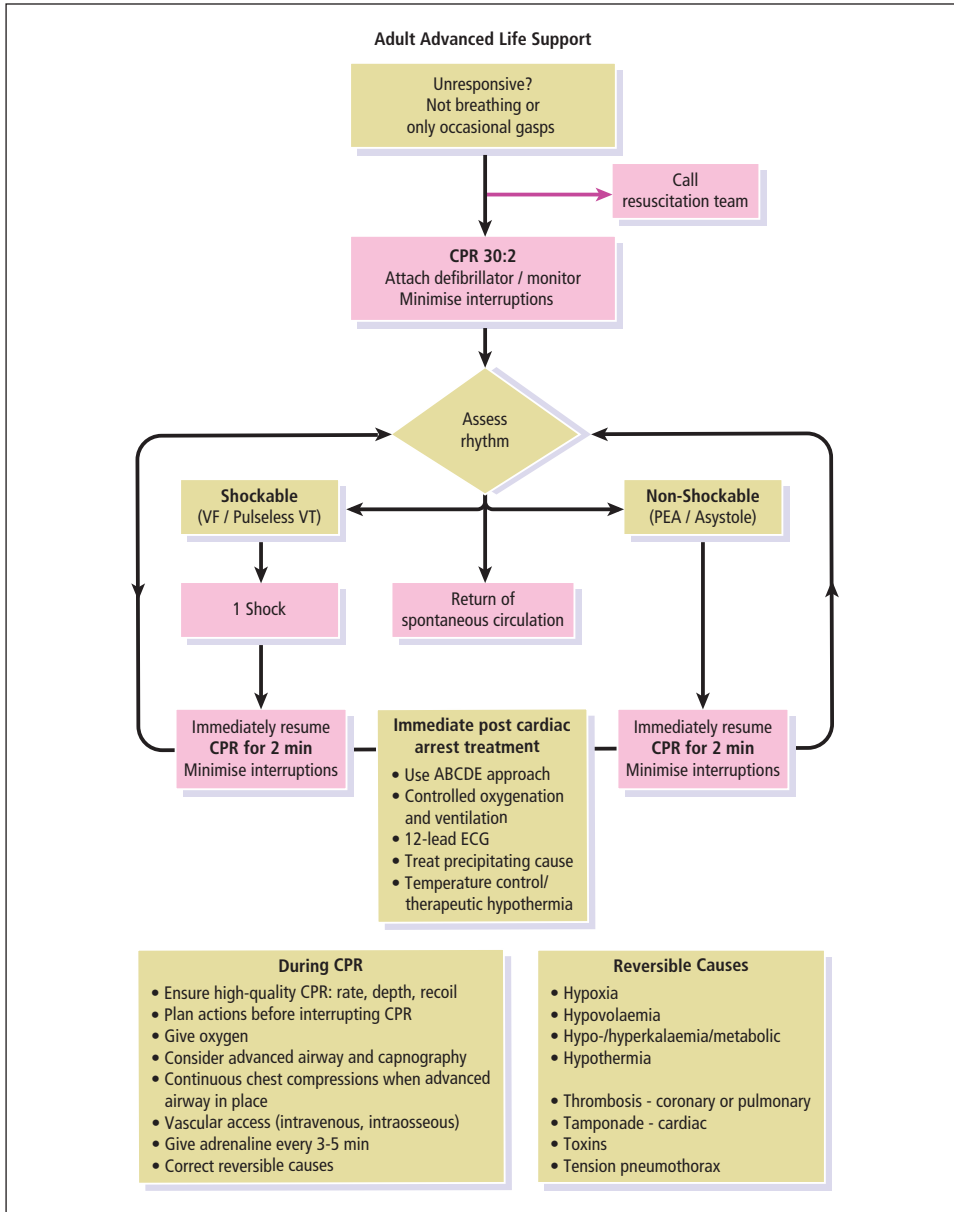 Adult Advanced Life Support
Unresponsive?
Not breathing or
only occasional gasps
Call
resuscitation team
CPR 30:2
Attach defibrillator / monitor
Minimise interruptions
Assess
rhythm
Shockable
(VF / Pulseless VT)
Non-Shockable
(PEA / Asystole)
1 Shock
Return of
spontaneous circulation
Immediately resume
CPR for 2 min
Minimise interruptions
Immediate post cardiac
arrest treatment
• Use ABCDE approach
• Controlled oxygenation
and ventilation
• 12-lead ECG
• Treat precipitating cause
• Temperature control/
therapeutic hypothermia
Immediately resume
CPR for 2 min
Minimise interruptions
During CPR
• Ensure high-quality CPR: rate, depth, recoil
• Plan actions before interrupting CPR
• Give oxygen
• Consider advanced airway and capnography
• Continuous chest compressions when advanced
airway in place
• Vascular access (intravenous, intraosseous)
• Give adrenaline every 3-5 min
• Correct reversible causes
Reversible Causes
• Hypoxia
• Hypovolaemia
• Hypo-/hyperkalaemia/metabolic
• Hypothermia
• Thrombosis - coronary or pulmonary
• Tamponade - cardiac
• Toxins
• Tension pneumothorax